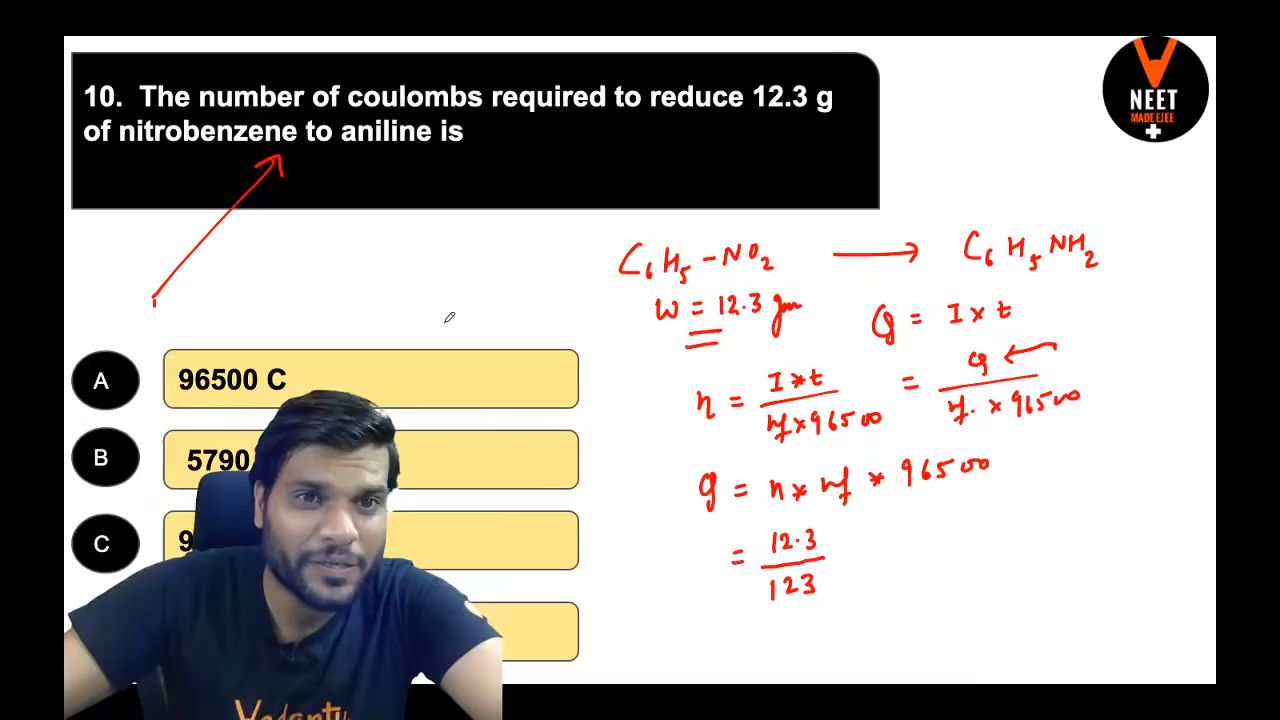 10. The number of coulombs required to reduce 12.3 g
of nitrobenzene to aniline is
NEET
MADE EJEE
C₆H₅-NO₂ → C₆H₅NH₂
W = 12.3 gm
Q = I × t
n = I * t / nf × 96500 = Q / nf. × 96500
Q = n * nf * 96500
= 12.3 / 123
A 96500 C
B 5790
C 9
Vedantu